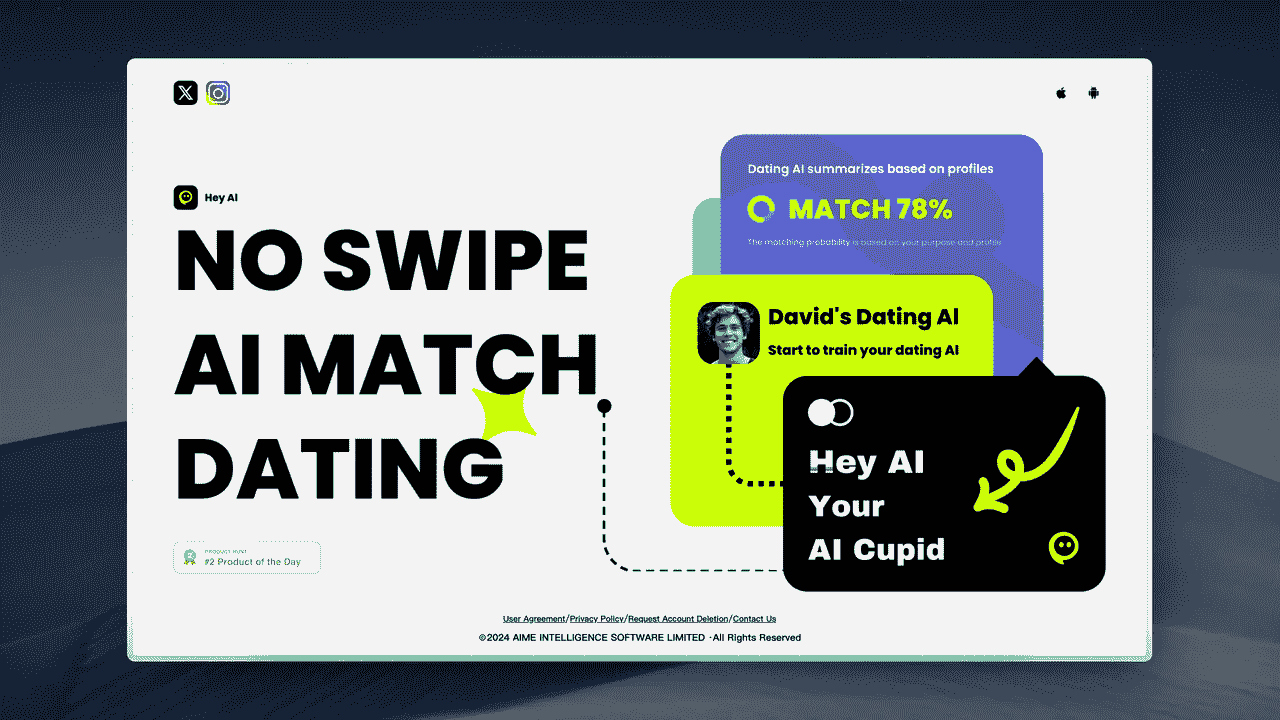 Hey AI
NO SWIPE
AI MATCH
DATING
PRODUCT HUNT
#2 Product of the Day
Dating AI summarizes based on profiles
MATCH 78%
The matching probability is based on your purpose and profile
David's Dating AI
Start to train your dating AI
Hey AI
Your
AI Cupid
User Agreement/Privacy Policy/Request Account Deletion/Contact Us
©2024 AIME INTELLIGENCE SOFTWARE LIMITED ·All Rights Reserved